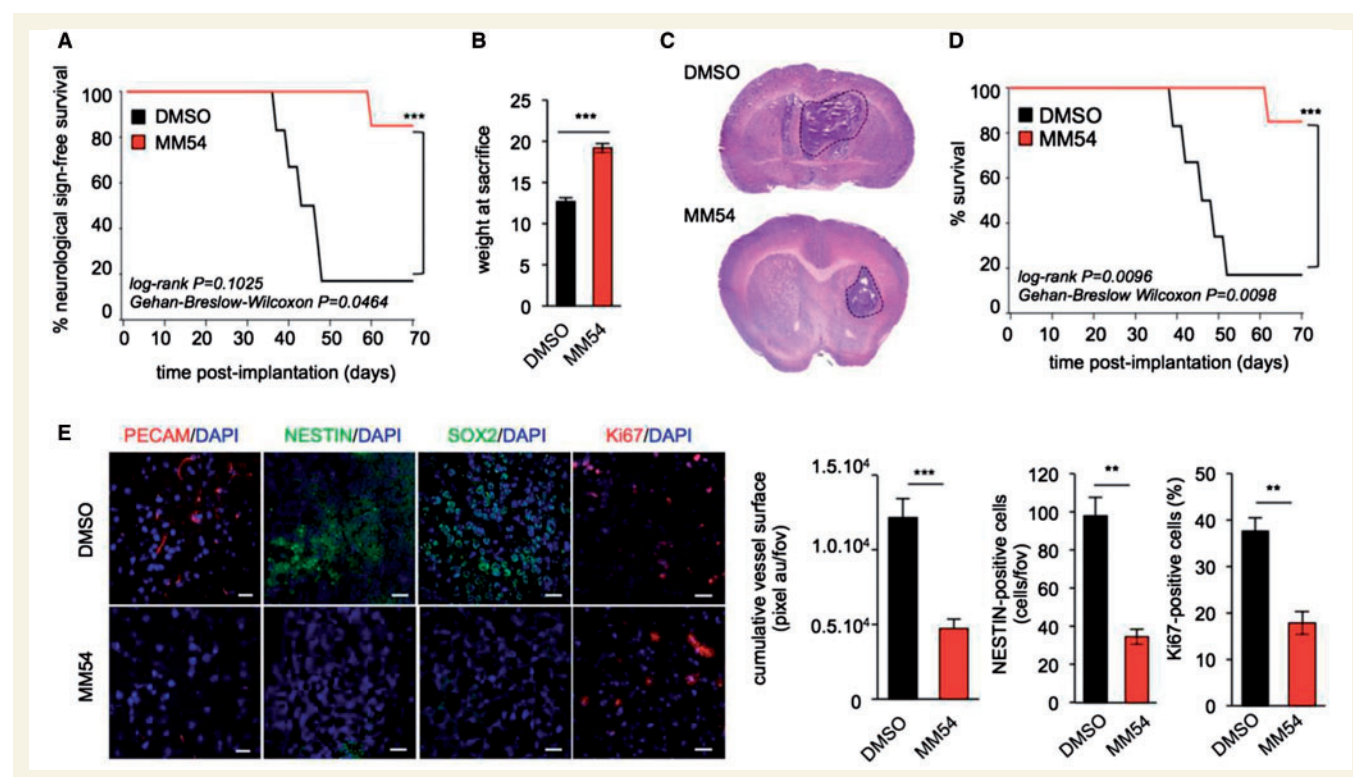 A
% neurological sign-free survival
100
80
60
40
20
0
DMSO
MM54
***
log-rank P=0.1025
Gehan-Breslow-Wilcoxon P=0.0464
0 10 20 30 40 50 60 70
time post-implantation (days)
B
weight at sacrifice
25
20
15
10
5
0
***
DMSO
MM54
C
DMSO
MM54
D
% survival
100
80
60
40
20
0
DMSO
MM54
***
log-rank P=0.0096
Gehan-Breslow Wilcoxon P=0.0098
0 10 20 30 40 50 60 70
time post-implantation (days)
E
PECAM/DAPI NESTIN/DAPI SOX2/DAPI Ki67/DAPI
DMSO
MM54
cumulative vessel surface
(pixel au/fov)
1.5.10⁴
1.0.10⁴
0.5.10⁴
0
***
DMSO
MM54
NESTIN-positive cells
(cells/fov)
120
100
80
60
40
20
0
**
DMSO
MM54
Ki67-positive cells (%)
50
40
30
20
10
0
**
DMSO
MM54